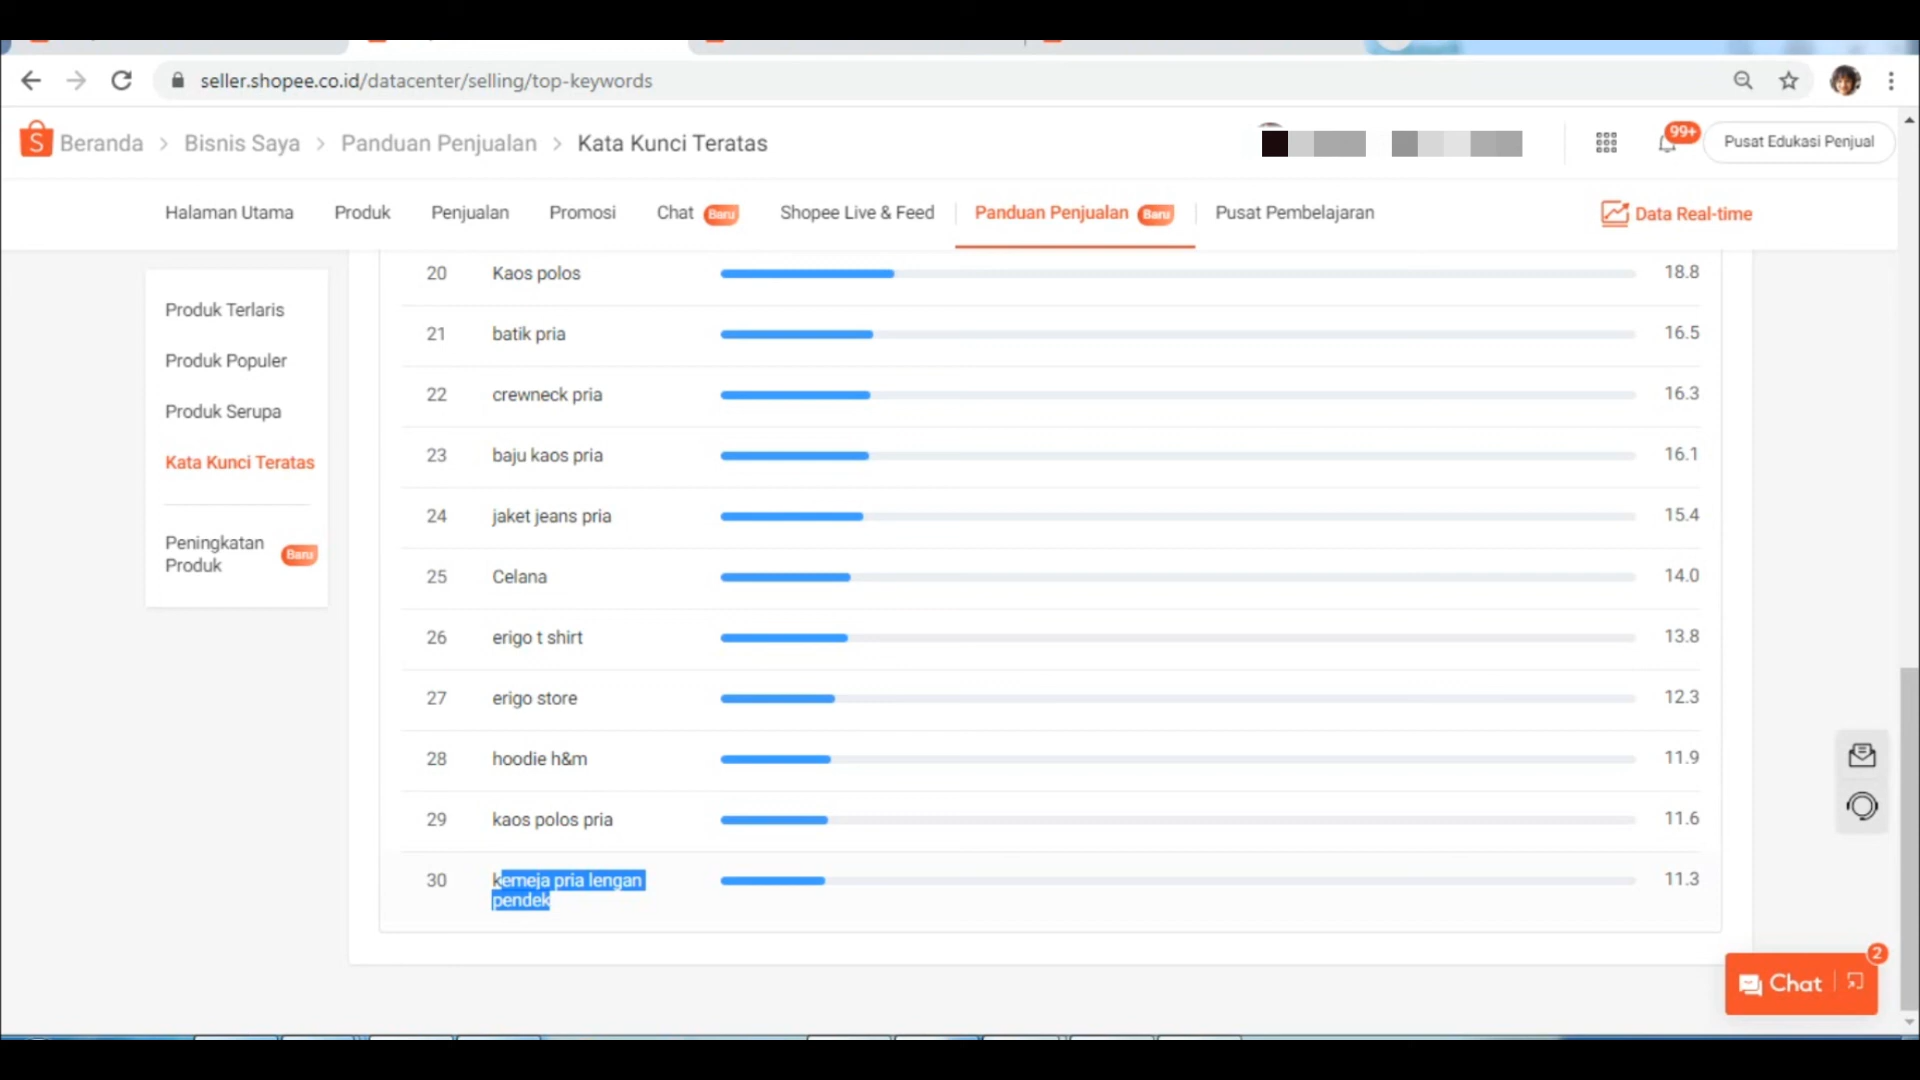 seller.shopee.co.id/datacenter/selling/top-keywords
Beranda > Bisnis Saya > Panduan Penjualan > Kata Kunci Teratas
99+
Pusat Edukasi Penjual
Halaman Utama Produk Penjualan Promosi Chat Baru Shopee Live & Feed Panduan Penjualan Baru Pusat Pembelajaran Data Real-time
Produk Terlaris
Produk Populer
Produk Serupa
Kata Kunci Teratas
Peningkatan
Produk
Baru
20 Kaos polos 18.8
21 batik pria 16.5
22 crewneck pria 16.3
23 baju kaos pria 16.1
24 jaket jeans pria 15.4
25 Celana 14.0
26 erigo t shirt 13.8
27 erigo store 12.3
28 hoodie h&m 11.9
29 kaos polos pria 11.6
30 kemeja pria lengan 11.3
pendek
Chat
2